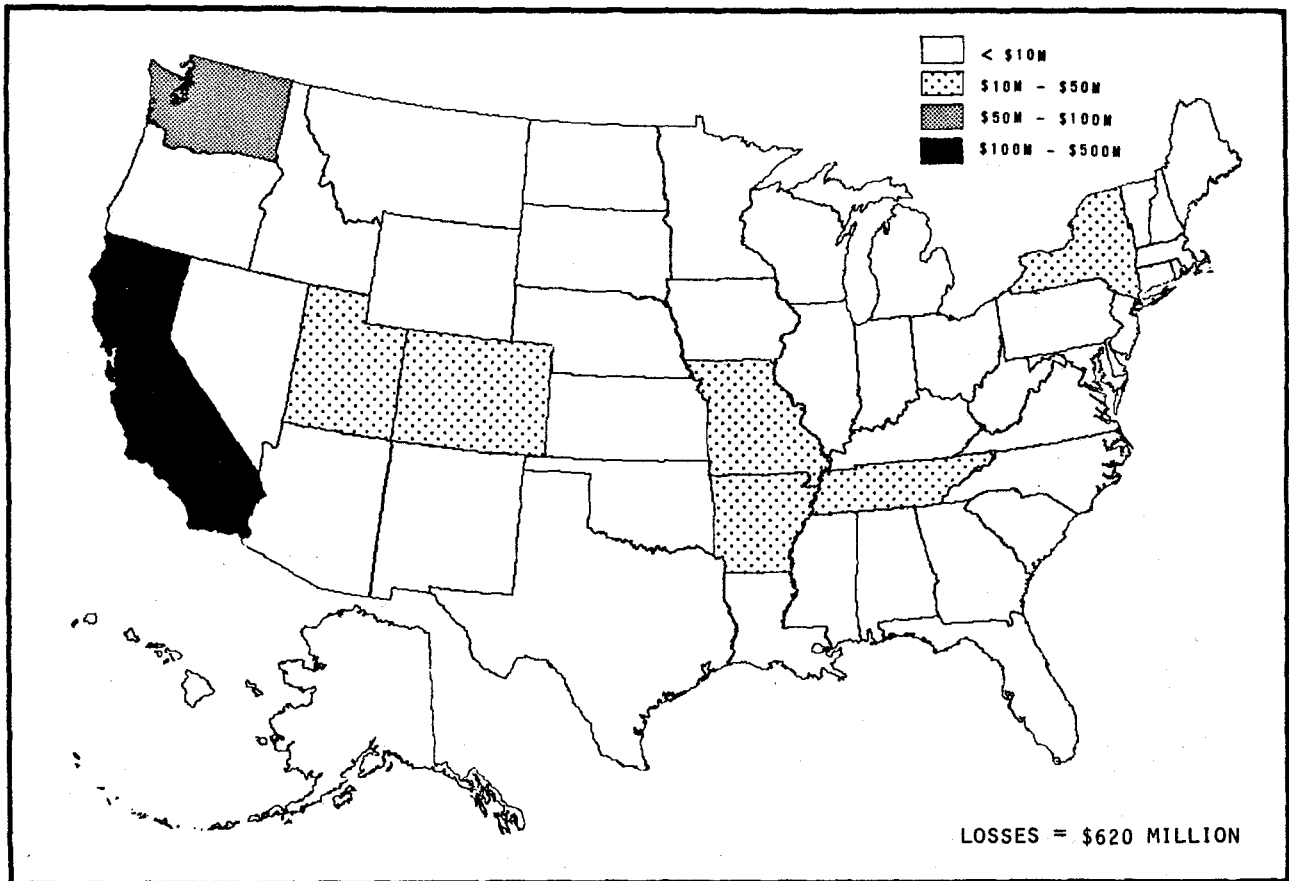 < $10M
$10M - $50M
$50M - $100M
$100M - $500M
LOSSES = $620 MILLION